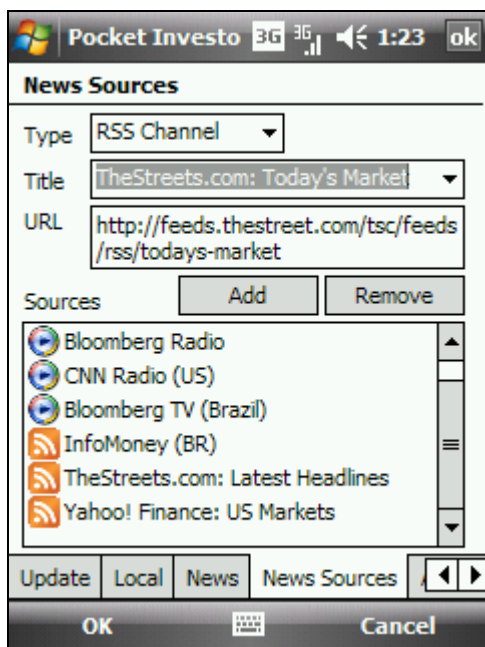 Pocket Investo 3G 3G 1:23 ok
News Sources
Type RSS Channel
Title TheStreets.com: Today's Market
URL http://feeds.thestreet.com/tsc/feeds
/rss/todays-market
Sources Add Remove
Bloomberg Radio
CNN Radio (US)
Bloomberg TV (Brazil)
InfoMoney (BR)
TheStreets.com: Latest Headlines
Yahoo! Finance: US Markets
Update Local News News Sources
OK Cancel